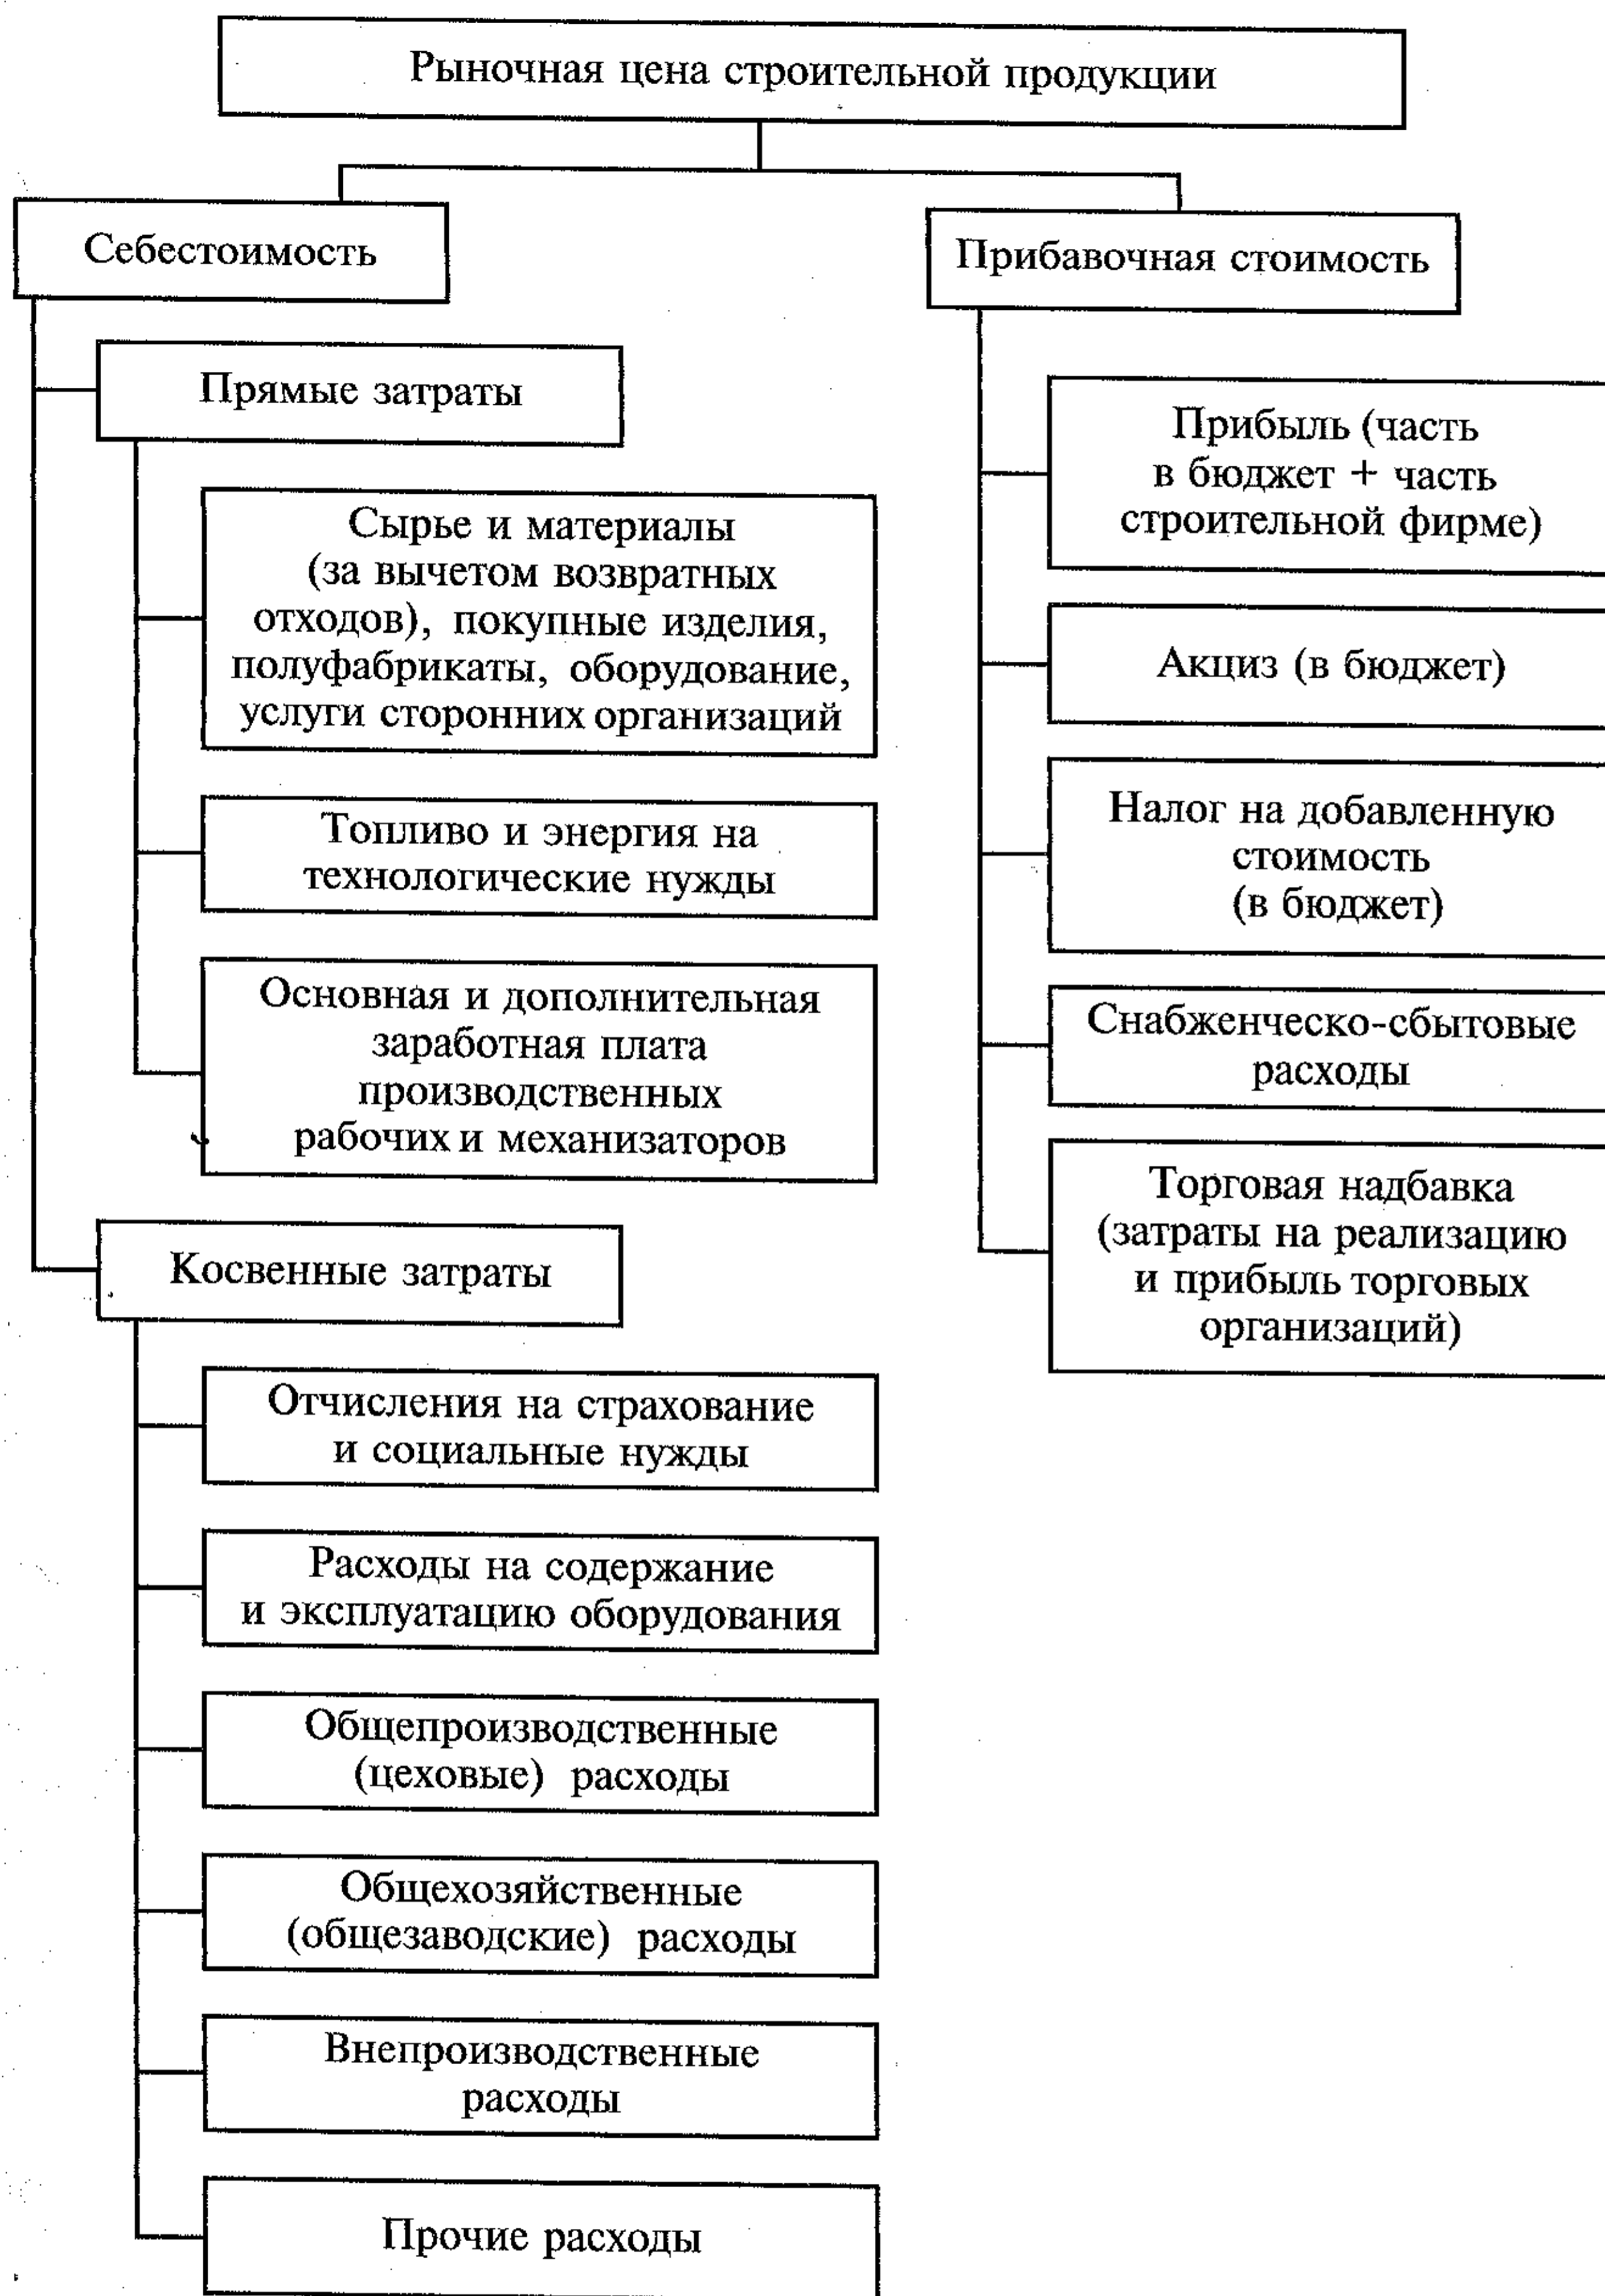 Рыночная цена строительной продукции
Себестоимость
Прямые затраты
Сырье и материалы
(за вычетом возвратных
отходов), покупные изделия,
полуфабрикаты, оборудование,
услуги сторонних организаций
Топливо и энергия на
технологические нужды
Основная и дополнительная
заработная плата
производственных
рабочих и механизаторов
Косвенные затраты
Отчисления на страхование
и социальные нужды
Расходы на содержание
и эксплуатацию оборудования
Общепроизводственные
(цеховые) расходы
Общехозяйственные
(общезаводские) расходы
Внепроизводственные
расходы
Прочие расходы
Прибавочная стоимость
Прибыль (часть
в бюджет + часть
строительной фирме)
Акциз (в бюджет)
Налог на добавленную
стоимость
(в бюджет)
Снабженческо-сбытовые
расходы
Торговая надбавка
(затраты на реализацию
и прибыль торговых
организаций)